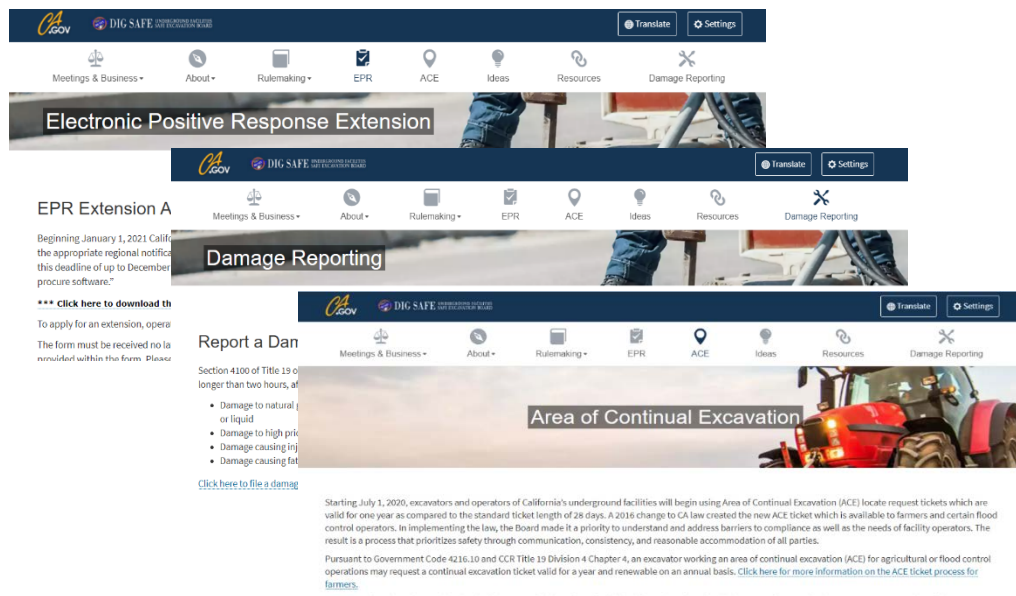 CA.GOV DIG SAFE UNDERGROUND FACILITIES SAFE EXCAVATION BOARD Translate Settings
Meetings & Business About Rulemaking EPR ACE Ideas Resources Damage Reporting
Electronic Positive Response Extension
EPR Extension A
Beginning January 1, 2021 Califo
the appropriate regional notifica
this deadline of up to December
procure software."
*** Click here to download th
To apply for an extension, opera
The form must be received no la
provided within the form. Please
CA.GOV DIG SAFE UNDERGROUND FACILITIES SAFE EXCAVATION BOARD Translate Settings
Meetings & Business About Rulemaking EPR ACE Ideas Resources Damage Reporting
Damage Reporting
Report a Dam
Section 4100 of Title 19 o
longer than two hours, af
• Damage to natural g
or liquid
• Damage to high prio
• Damage causing inj
• Damage causing fat
Click here to file a damag
CA.GOV DIG SAFE UNDERGROUND FACILITIES SAFE EXCAVATION BOARD Translate Settings
Meetings & Business About Rulemaking EPR ACE Ideas Resources Damage Reporting
Area of Continual Excavation
Starting July 1, 2020, excavators and operators of California's underground facilities will begin using Area of Continual Excavation (ACE) locate request tickets which are
valid for one year as compared to the standard ticket length of 28 days. A 2016 change to CA law created the new ACE ticket which is available to farmers and certain flood
control operators. In implementing the law, the Board made it a priority to understand and address barriers to compliance as well as the needs of facility operators. The
result is a process that prioritizes safety through communication, consistency, and reasonable accommodation of all parties.
Pursuant to Government Code 4216.10 and CCR Title 19 Division 4 Chapter 4, an excavator working an area of continual excavation (ACE) for agricultural or flood control
operations may request a continual excavation ticket valid for a year and renewable on an annual basis. Click here for more information on the ACE ticket process for
farmers.